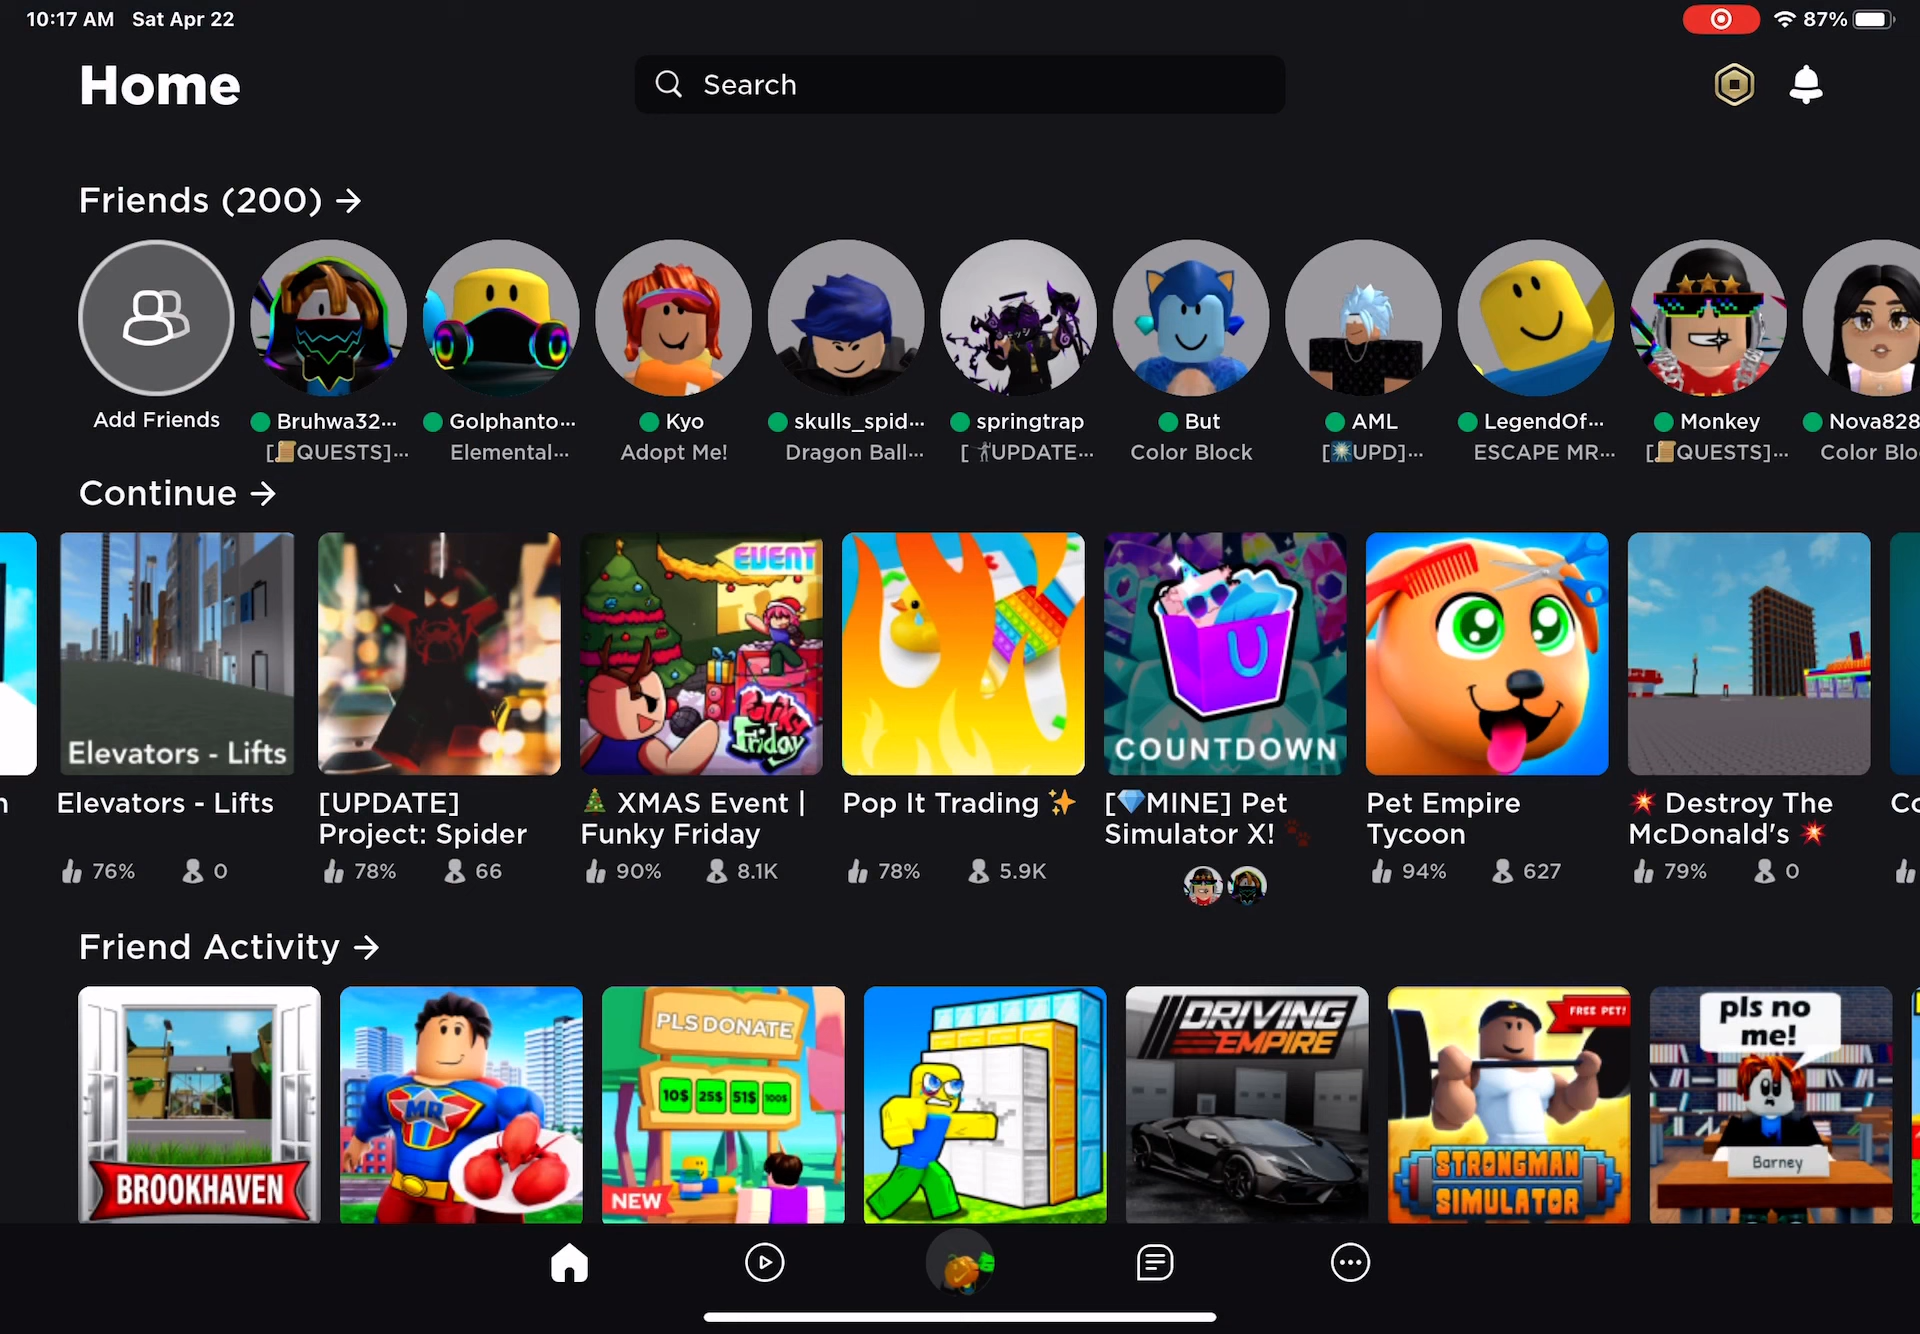 10:17 AM Sat Apr 22
87%
Home
Search
Friends (200) →
Add Friends
Bruhwa32...
Golphanto...
Kyo
skulls_spid...
springtrap
But
AML
LegendOf...
Monkey
Nova828
[📜QUESTS]...
Elemental...
Adopt Me!
Dragon Ball...
[UPDATE...
Color Block
[🎆UPD]...
ESCAPE MR...
[📜QUESTS]...
Color Blo
Continue →
Elevators - Lifts
EVENT
Funky Friday
COUNTDOWN
n
Elevators - Lifts
[UPDATE]
Project: Spider
🎄 XMAS Event |
Funky Friday
Pop It Trading ✨
[💎MINE] Pet
Simulator X! 🐾
Pet Empire
Tycoon
💥 Destroy The
McDonald's 💥
Co
76% 0
78% 66
90% 8.1K
78% 5.9K
94% 627
79% 0
Friend Activity →
BROOKHAVEN
MR
PLS DONATE
10$ 25$ 51$ 100$
NEW
DRIVING
EMPIRE
FREE PET!
STRONGMAN
SIMULATOR
pls no
me!
Barney